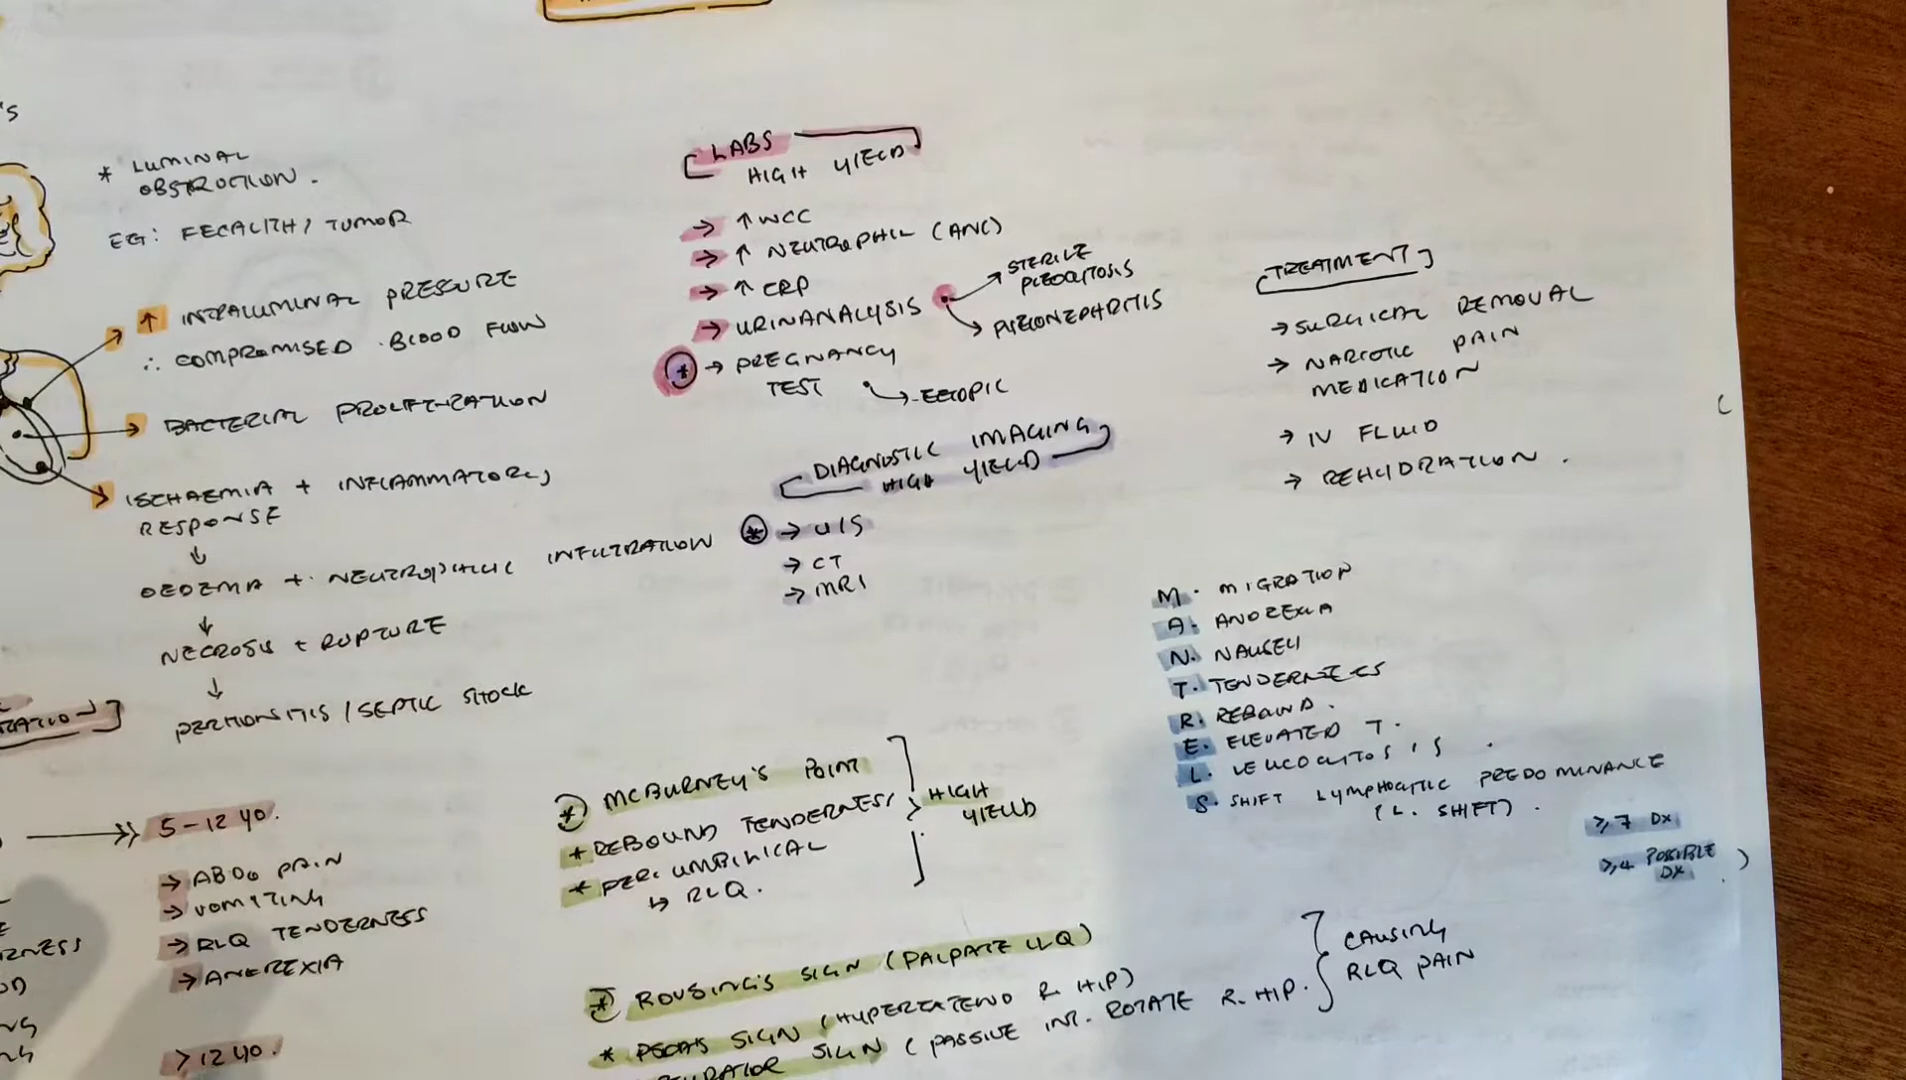 'S
* LUMINAL
OBSTRUCTION.
EG: FECALITH / TUMOR
↑ INTRALUMINAL PRESSURE
∴ COMPROMISED BLOOD FLOW
BACTERIAL PROLIFERATION
ISCHAEMIA + INFLAMMATORY
RESPONSE
↓
OEDEMA + NEUTROPHILIC INFILTRATION
↓
NECROSIS + RUPTURE
↓
PERITONITIS / SEPTIC SHOCK
5-12 YO.
→ ABDO PAIN
→ VOMITING
→ RLQ TENDERNESS
→ ANEREXIA
>12 YO.
LABS
HIGH YIELD
→ ↑ WCC
→ ↑ NEUTROPHIL (ANC)
→ ↑ CRP
→ URINANALYSIS
→ STERILE
PLEOCYTOSIS
→ PYELONEPHRITIS
* → PREGNANCY
TEST
→ ECTOPIC
DIAGNOSTIC IMAGING
HIGH YIELD
* → U/S
→ CT
→ MRI
TREATMENT
→ SURGICAL REMOVAL
→ NARCOTIC PAIN
MEDICATION
→ IV FLUID
→ REHYDRATION.
M. MIGRATION
A. ANOREXIA
N. NAUSEA
T. TENDERNESS
R. REBOUND.
E. ELEVATED T.
L. LEUCOCYTOSIS.
S. SHIFT LYMPHOCYTIC PREDOMINANCE
(L. SHIFT).
≥7 DX
≥4 POSSIBLE
DX
* MCBURNEY'S POINT
* REBOUND TENDERNESS
* PERI UMBILICAL
↳ RLQ.
HIGH
YIELD
* ROVSING'S SIGN (PALPATE LLQ)
* PSOAS SIGN (HYPEREXTEND R HIP)
OBTURATOR SIGN (PASSIVE INT. ROTATE R. HIP.
CAUSING
RLQ PAIN